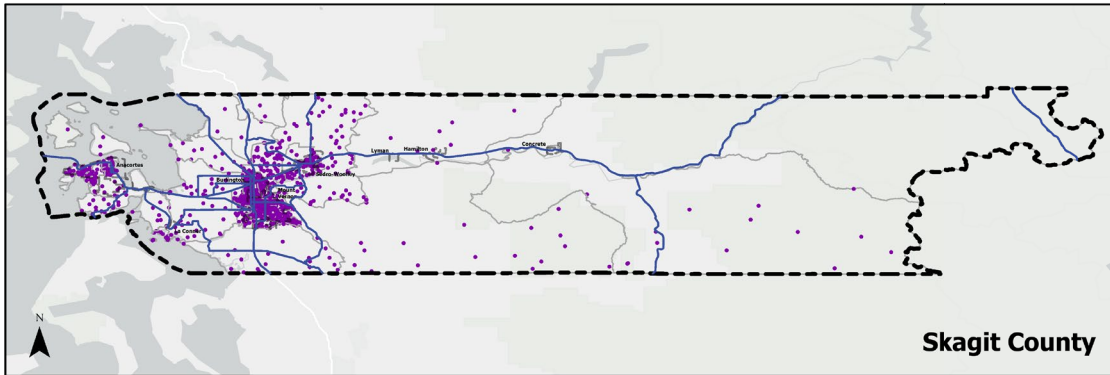 Anacortes
Burlington
Sedro-Woolley
Mount
Vernon
La Conner
Lyman
Hamilton
Concrete
N
Skagit County